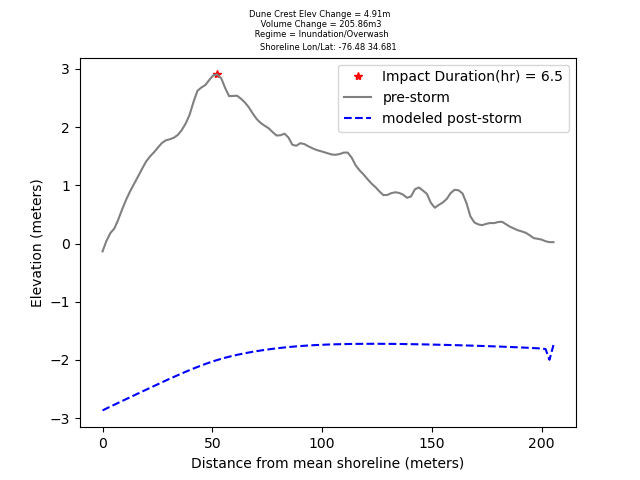 Dune Crest Elev Change = 4.91m
Volume Change = 205.86m3
Regime = Inundation/Overwash
Shoreline Lon/Lat: -76.48 34.681
Impact Duration(hr) = 6.5
pre-storm
modeled post-storm
3
2
1
0
−1
−2
−3
Elevation (meters)
0 50 100 150 200
Distance from mean shoreline (meters)